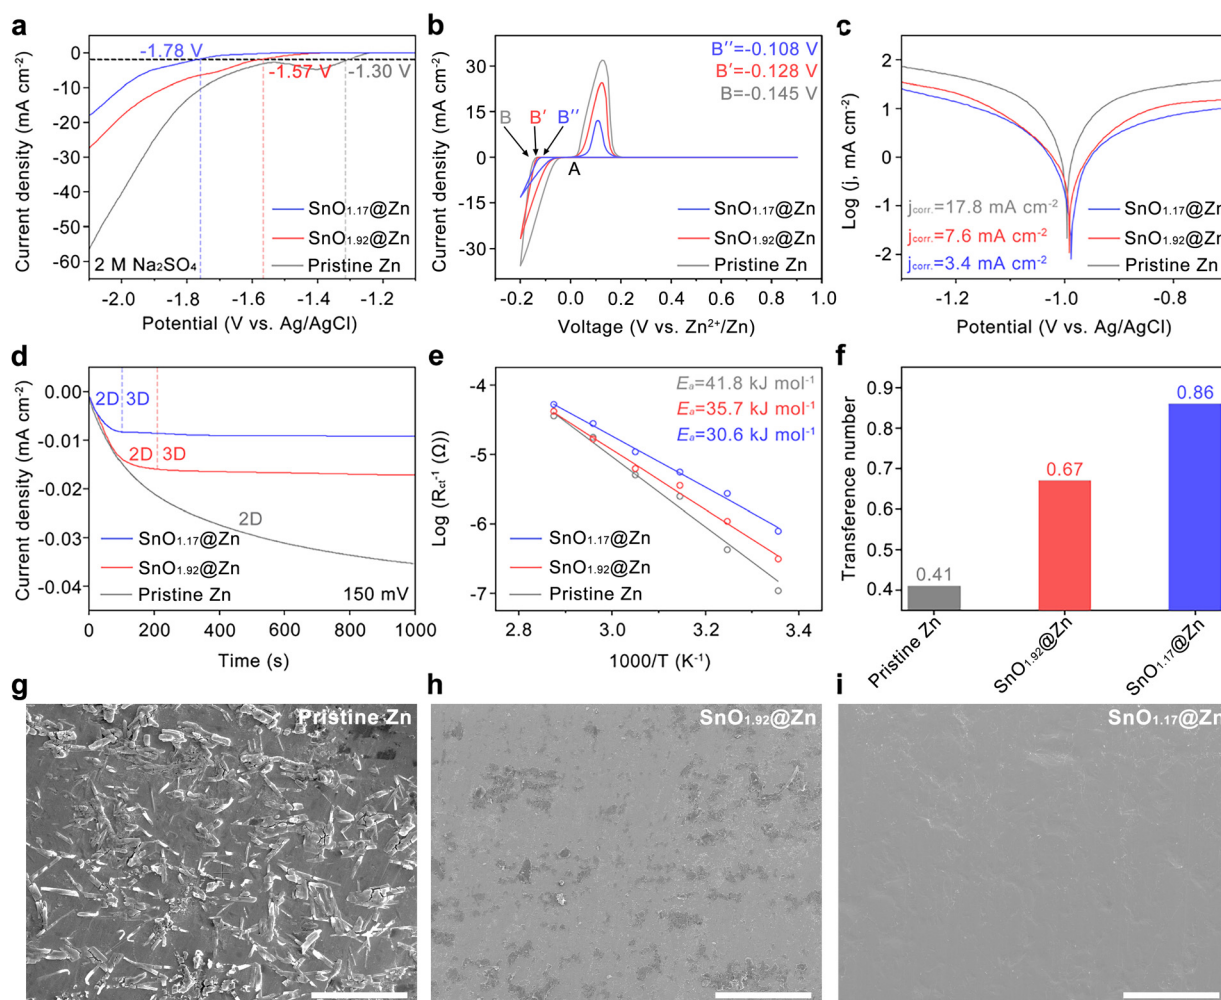 a
-1.78 V
-1.57 V
-1.30 V
SnO1.17@Zn
SnO1.92@Zn
Pristine Zn
2 M Na2SO4
0
-10
-20
-30
-40
-50
-60
-2.0
-1.8
-1.6
-1.4
-1.2
Current density (mA cm-2)
Potential (V vs. Ag/AgCl)
b
B′′=-0.108 V
B′=-0.128 V
B=-0.145 V
B
B′
B′′
A
SnO1.17@Zn
SnO1.92@Zn
Pristine Zn
30
15
0
-15
-30
-0.2
0.0
0.2
0.4
0.6
0.8
1.0
Current density (mA cm-2)
Voltage (V vs. Zn2+/Zn)
c
jcorr.=17.8 mA cm-2
jcorr.=7.6 mA cm-2
jcorr.=3.4 mA cm-2
SnO1.17@Zn
SnO1.92@Zn
Pristine Zn
2
1
0
-1
-2
-1.2
-1.0
-0.8
Log (j, mA cm-2)
Potential (V vs. Ag/AgCl)
d
2D
3D
2D
3D
2D
SnO1.17@Zn
SnO1.92@Zn
Pristine Zn
150 mV
0.00
-0.01
-0.02
-0.03
-0.04
0
200
400
600
800
1000
Current density (mA cm-2)
Time (s)
e
Ea=41.8 kJ mol-1
Ea=35.7 kJ mol-1
Ea=30.6 kJ mol-1
SnO1.17@Zn
SnO1.92@Zn
Pristine Zn
-4
-5
-6
-7
2.8
3.0
3.2
3.4
Log (Rct-1 (Ω))
1000/T (K-1)
f
0.9
0.8
0.7
0.6
0.5
0.4
0.41
0.67
0.86
Transference number
Pristine Zn
SnO1.92@Zn
SnO1.17@Zn
g
Pristine Zn
h
SnO1.92@Zn
i
SnO1.17@Zn